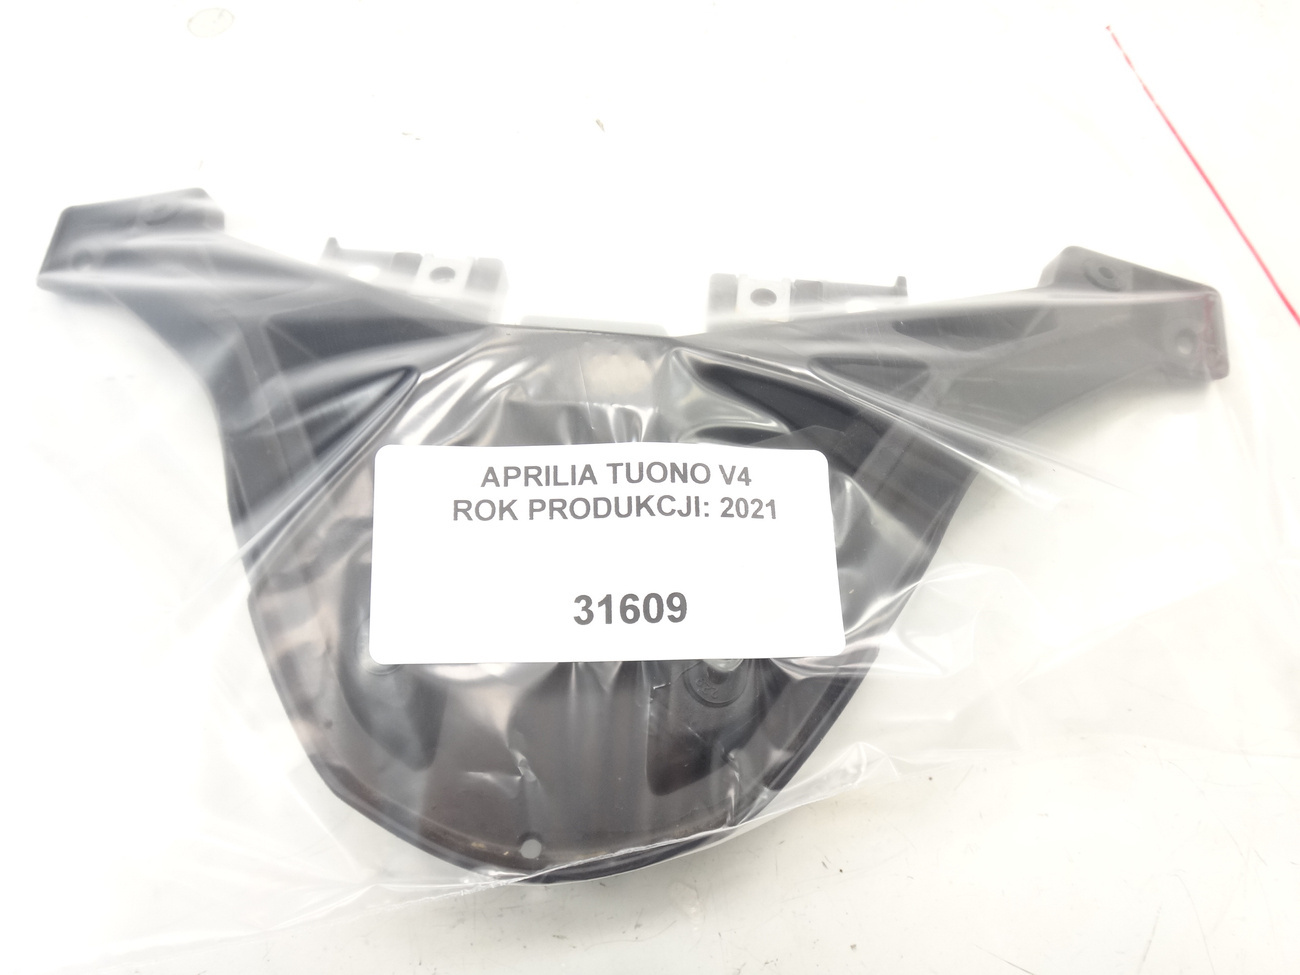 APRILIA TUONO V4
ROK PRODUKCJI: 2021
31609